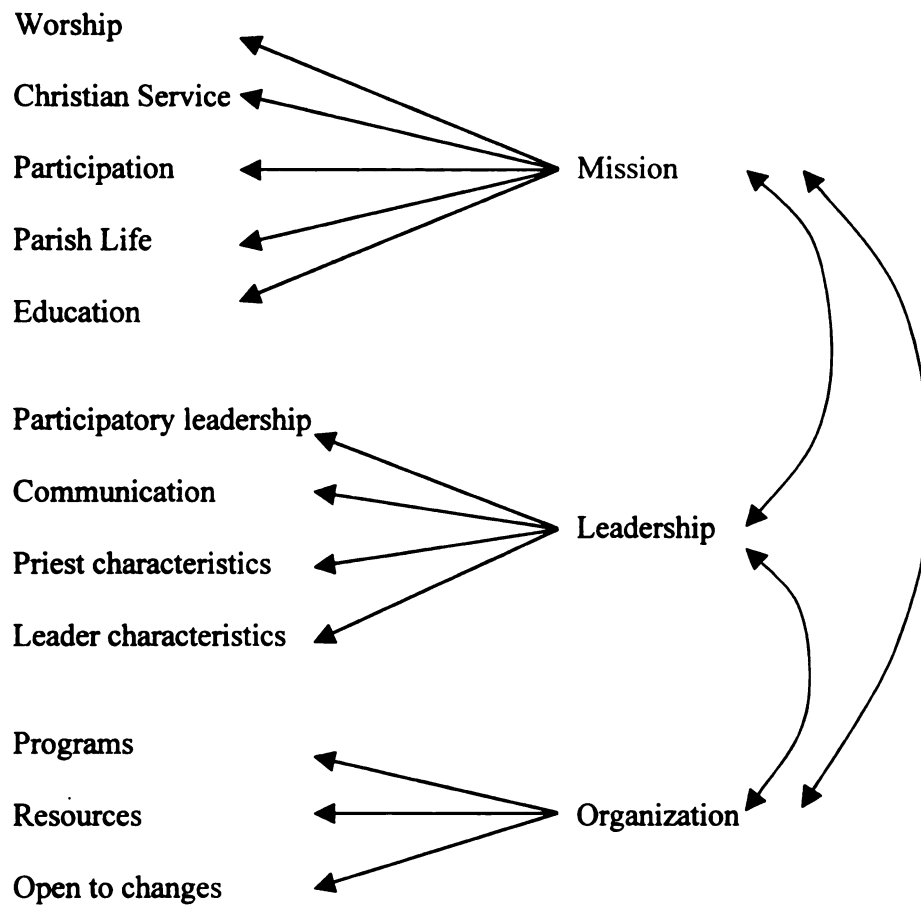 Worship
Christian Service
Participation
Mission
Parish Life
Education
Participatory leadership
Communication
Leadership
Priest characteristics
Leader characteristics
Programs
Resources
Organization
Open to changes